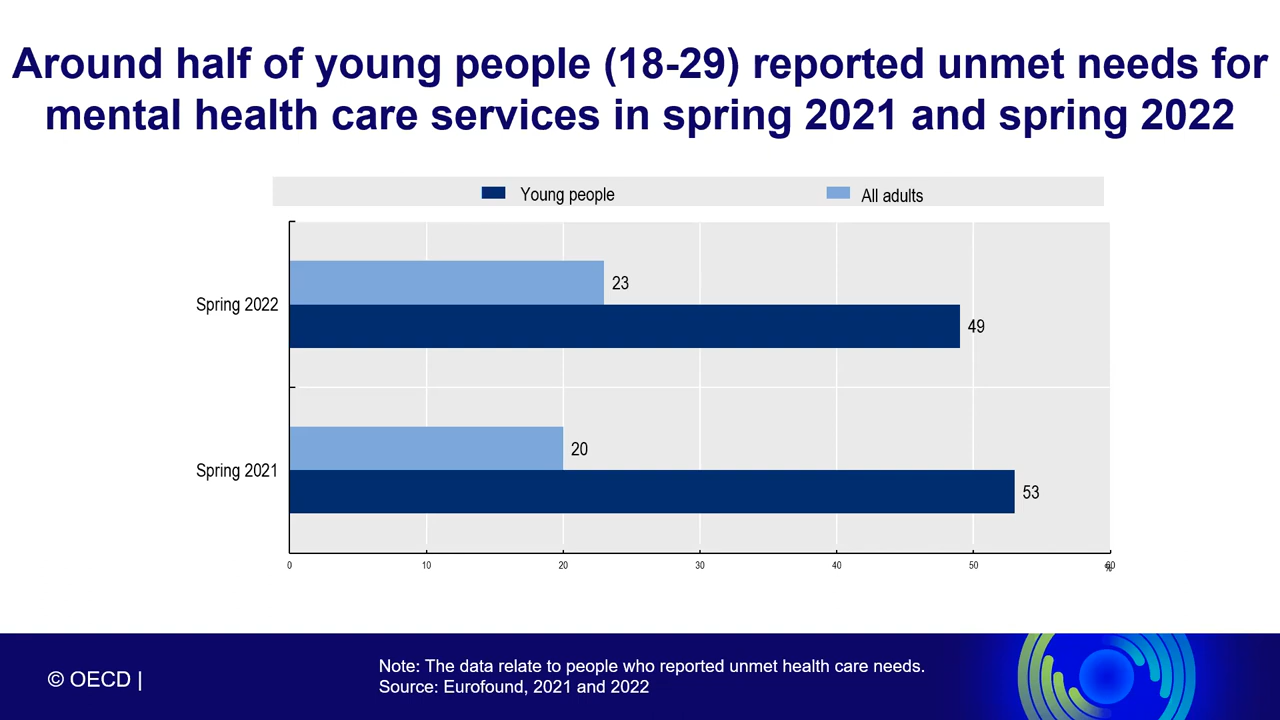 Around half of young people (18-29) reported unmet needs for
mental health care services in spring 2021 and spring 2022
Young people
All adults
Spring 2022
23
49
Spring 2021
20
53
0
10
20
30
40
50
60
%
© OECD |
Note: The data relate to people who reported unmet health care needs.
Source: Eurofound, 2021 and 2022